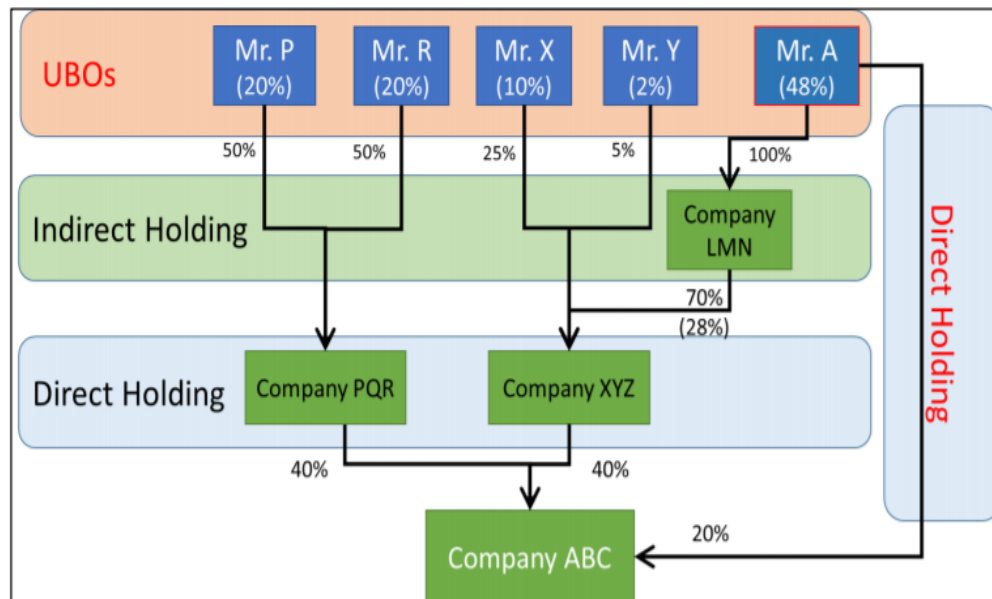 UBOs
Mr. P
(20%)
Mr. R
(20%)
Mr. X
(10%)
Mr. Y
(2%)
Mr. A
(48%)
50%
50%
25%
5%
100%
Indirect Holding
Company
LMN
70%
(28%)
Direct Holding
Company PQR
Company XYZ
40%
40%
Company ABC
20%
Direct Holding